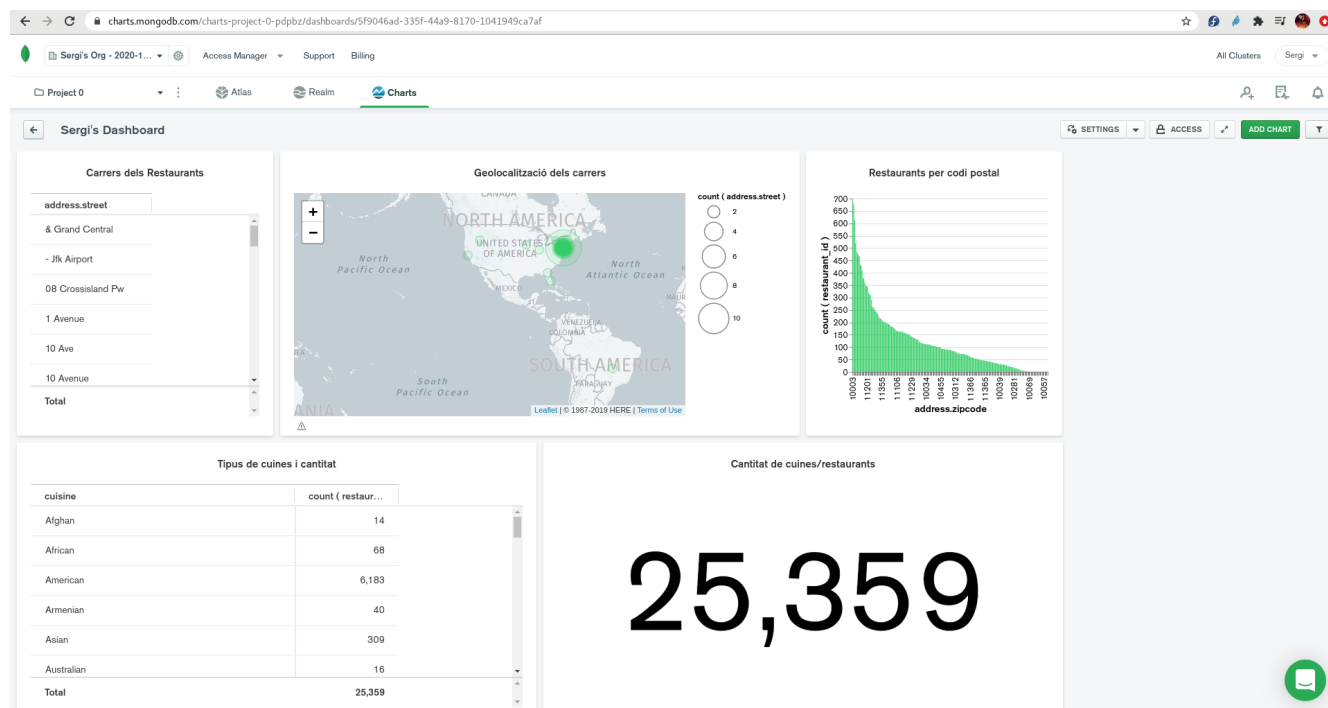 charts.mongodb.com/charts-project-0-pdpbz/dashboards/5f9046ad-335f-44a9-8170-1041949ca7af
Sergi's Org - 2020-1...
Access Manager
Support
Billing
All Clusters
Sergi
Project 0
Atlas
Realm
Charts
Sergi's Dashboard
SETTINGS
ACCESS
ADD CHART
Carrers dels Restaurants
address.street
& Grand Central
- Jfk Airport
08 Crossisland Pw
1 Avenue
10 Ave
10 Avenue
Total
Geolocalització dels carrers
+
−
CANADA
NORTH AMERICA
UNITED STATES
OF AMERICA
North
Pacific Ocean
North
Atlantic Ocean
MEXICO
MAUR
VENEZUELA
COLOMBIA
SOUTH AMERICA
PARAGUAY
South
Pacific Ocean
ANIA
Leaflet | © 1987-2019 HERE | Terms of Use
count ( address.street )
2
4
6
8
10
Restaurants per codi postal
count ( restaurant_id )
700
650
600
550
500
450
400
350
300
250
200
150
100
50
0
10003
11201
11355
11106
11229
10034
10455
10312
11366
11365
10039
10281
10069
10057
address.zipcode
Tipus de cuines i cantitat
cuisine count ( restaur...
Afghan 14
African 68
American 6,183
Armenian 40
Asian 309
Australian 16
Total 25,359
Cantitat de cuines/restaurants
25,359